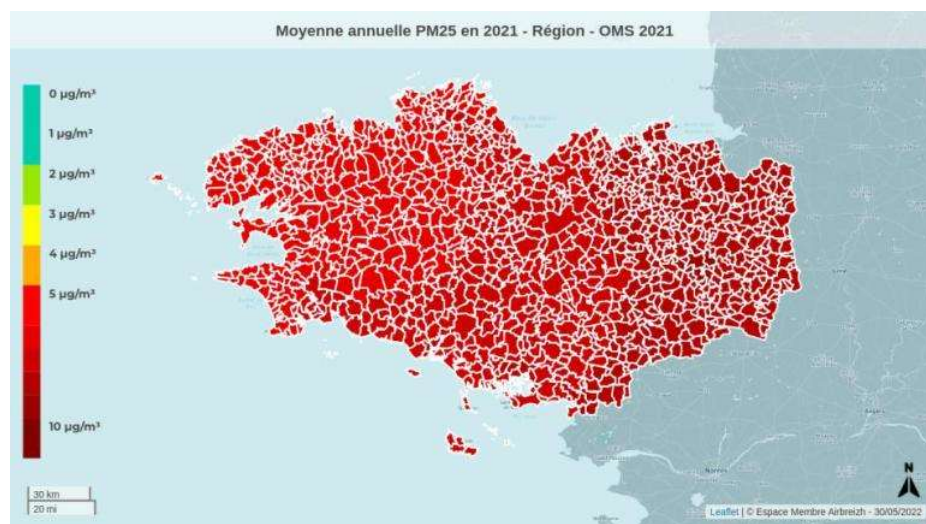 Moyenne annuelle PM25 en 2021 - Région - OMS 2021
0 µg/m³
1 µg/m³
2 µg/m³
3 µg/m³
4 µg/m³
5 µg/m³
10 µg/m³
Nantes
Angers
30 km
20 mi
N
Leaflet | © Espace Membre Airbreizh - 30/05/2022